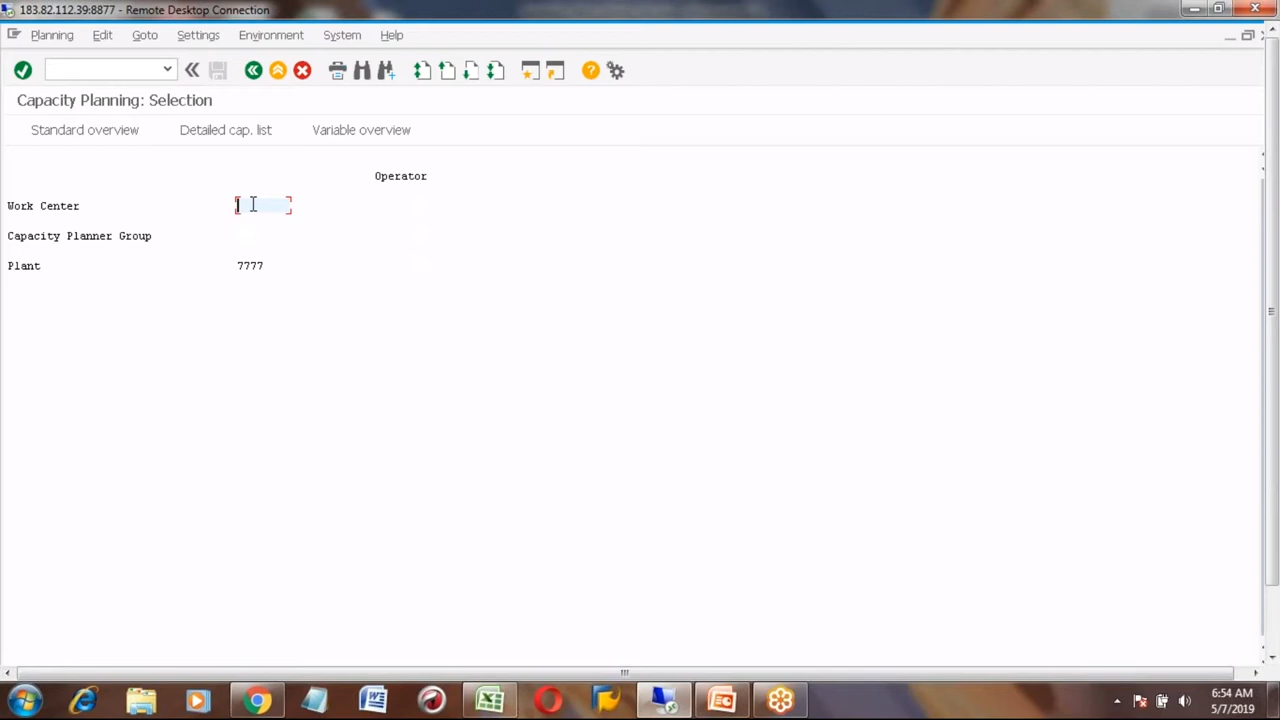 183.82.112.39:8877 - Remote Desktop Connection
Planning Edit Goto Settings Environment System Help
Capacity Planning: Selection
Standard overview Detailed cap. list Variable overview
Operator
Work Center
Capacity Planner Group
Plant 7777
6:54 AM
5/7/2019